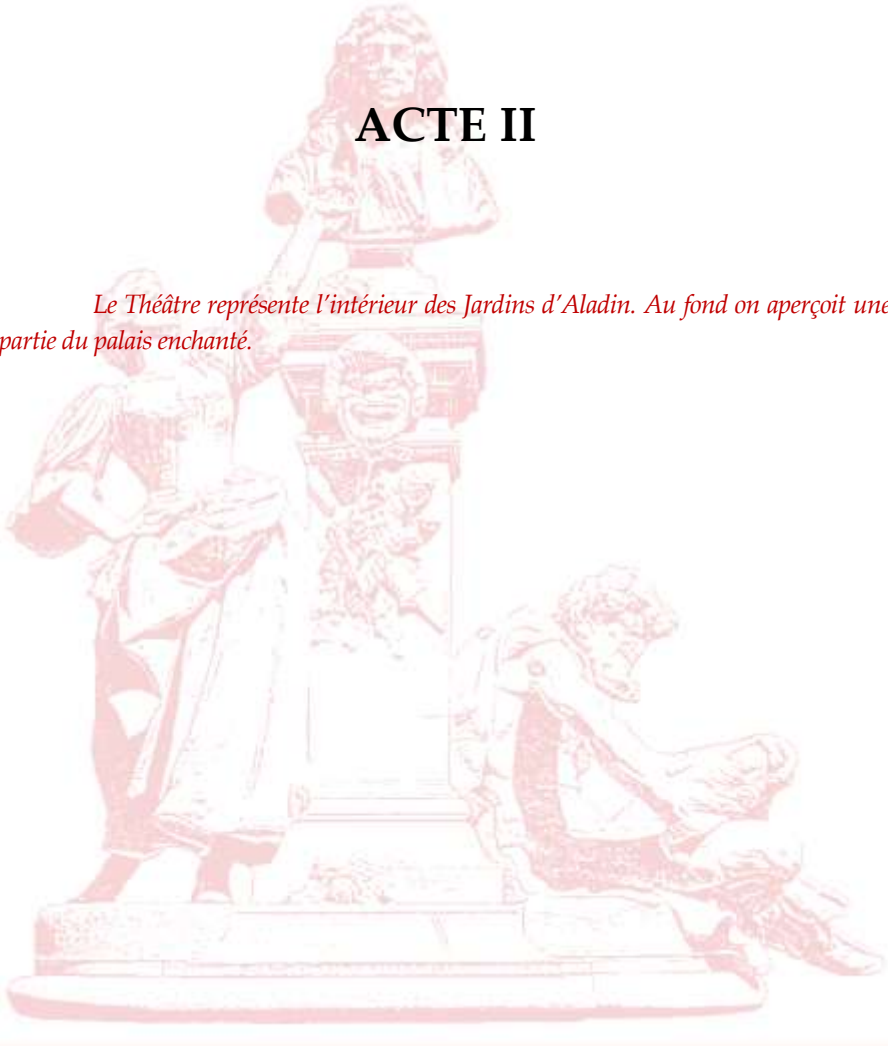 ACTE II
Le Théâtre représente l'intérieur des Jardins d'Aladin. Au fond on aperçoit une
partie du palais enchanté.